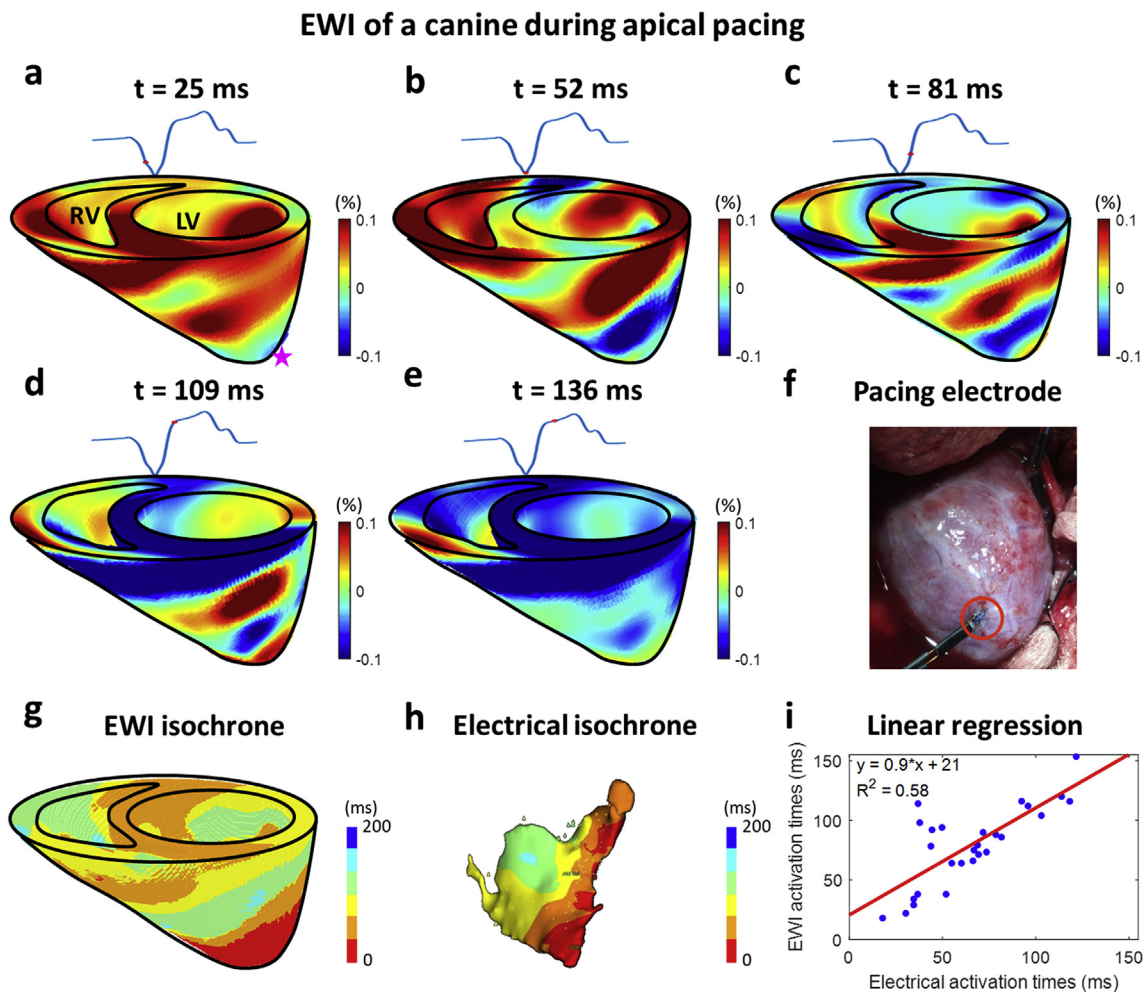 EWI of a canine during apical pacing
a
t = 25 ms
b
t = 52 ms
c
t = 81 ms
RV
LV
(%)
0.1
0
-0.1
(%)
0.1
0
-0.1
(%)
0.1
0
-0.1
d
t = 109 ms
e
t = 136 ms
f
Pacing electrode
(%)
0.1
0
-0.1
(%)
0.1
0
-0.1
g
EWI isochrone
h
Electrical isochrone
i
Linear regression
(ms)
200
0
(ms)
200
0
EWI activation times (ms)
150
100
50
0
y = 0.9*x + 21
R² = 0.58
0 50 100 150
Electrical activation times (ms)